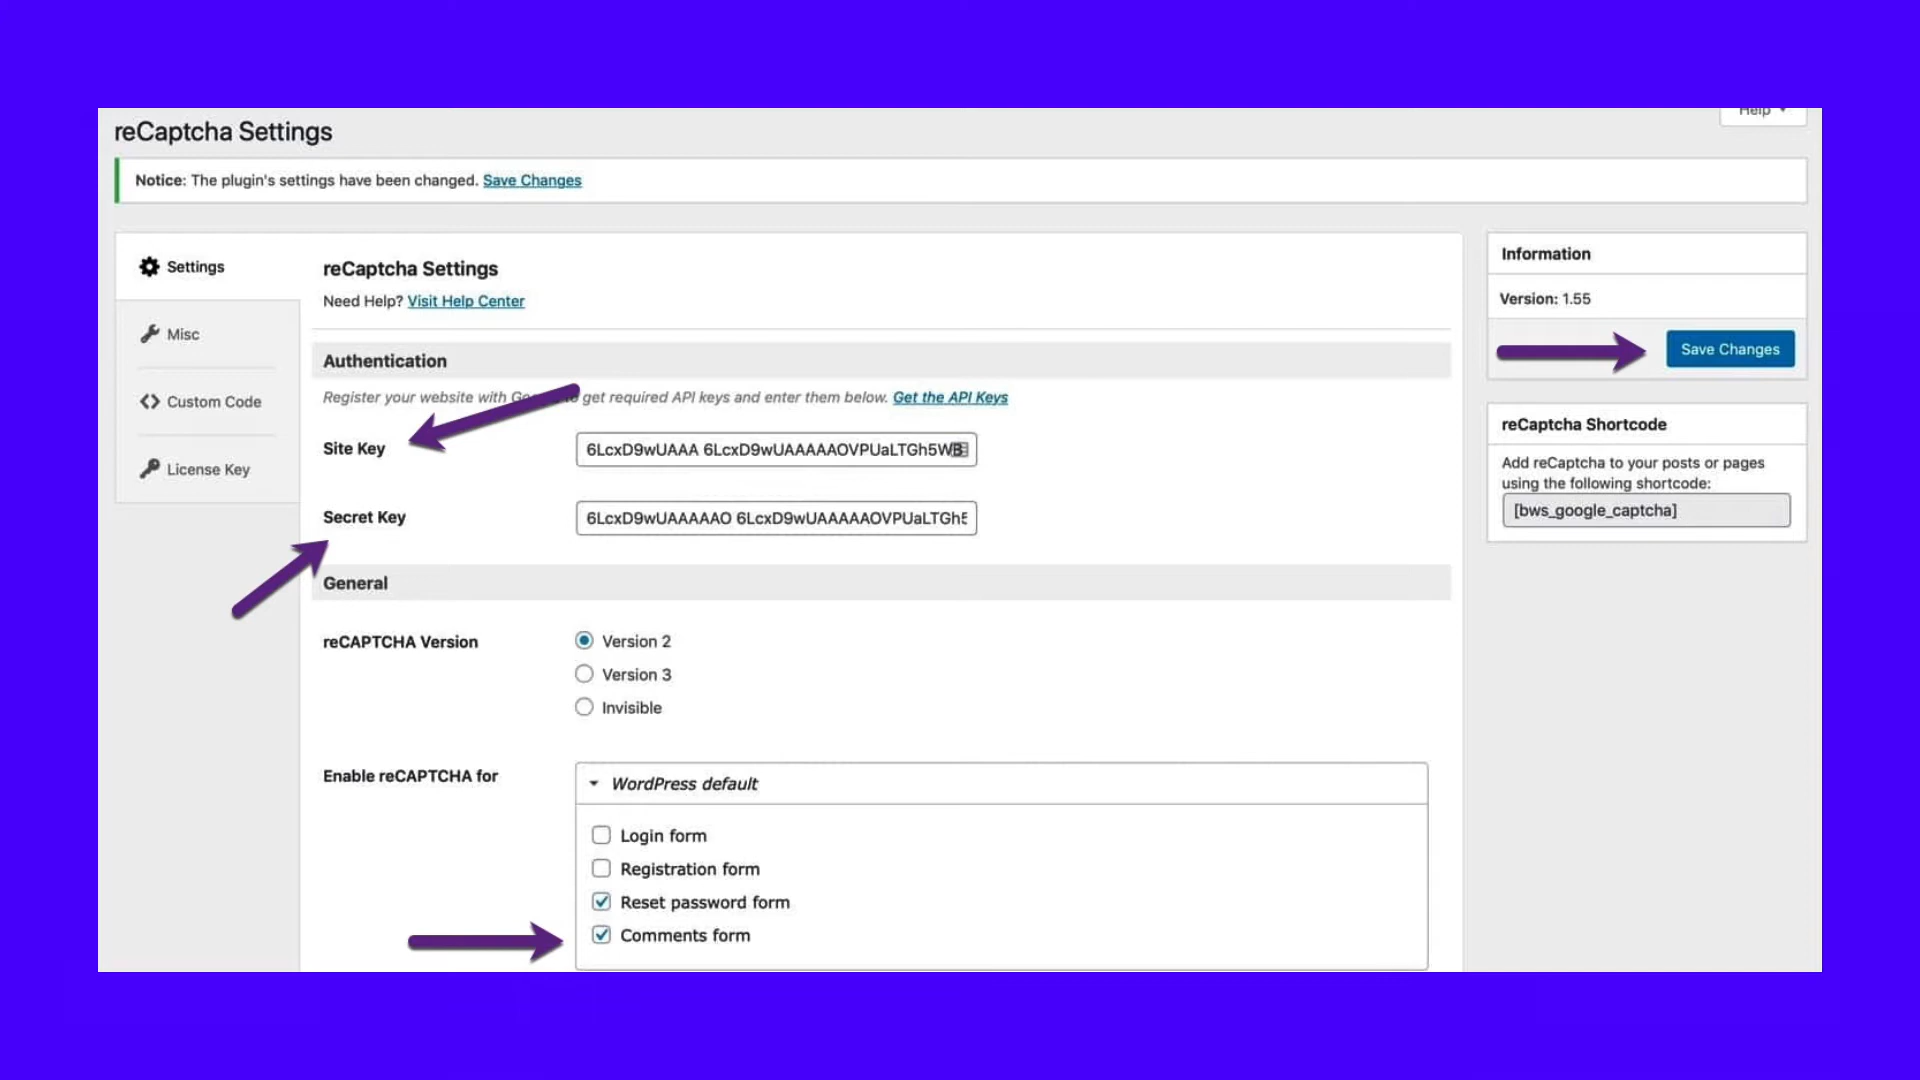 Help
reCaptcha Settings
Notice: The plugin's settings have been changed. Save Changes
Settings
Misc
Custom Code
License Key
reCaptcha Settings
Need Help? Visit Help Center
Authentication
Register your website with to get required API keys and enter them below. Get the API Keys
Site Key
6LcxD9wUAAA 6LcxD9wUAAAAAOVPUaLTGh5WB
Secret Key
6LcxD9wUAAAAAO 6LcxD9wUAAAAAOVPUaLTGh5
General
reCAPTCHA Version
Version 2
Version 3
Invisible
Enable reCAPTCHA for
WordPress default
Login form
Registration form
Reset password form
Comments form
Information
Version: 1.55
Save Changes
reCaptcha Shortcode
Add reCaptcha to your posts or pages
using the following shortcode:
[bws_google_captcha]